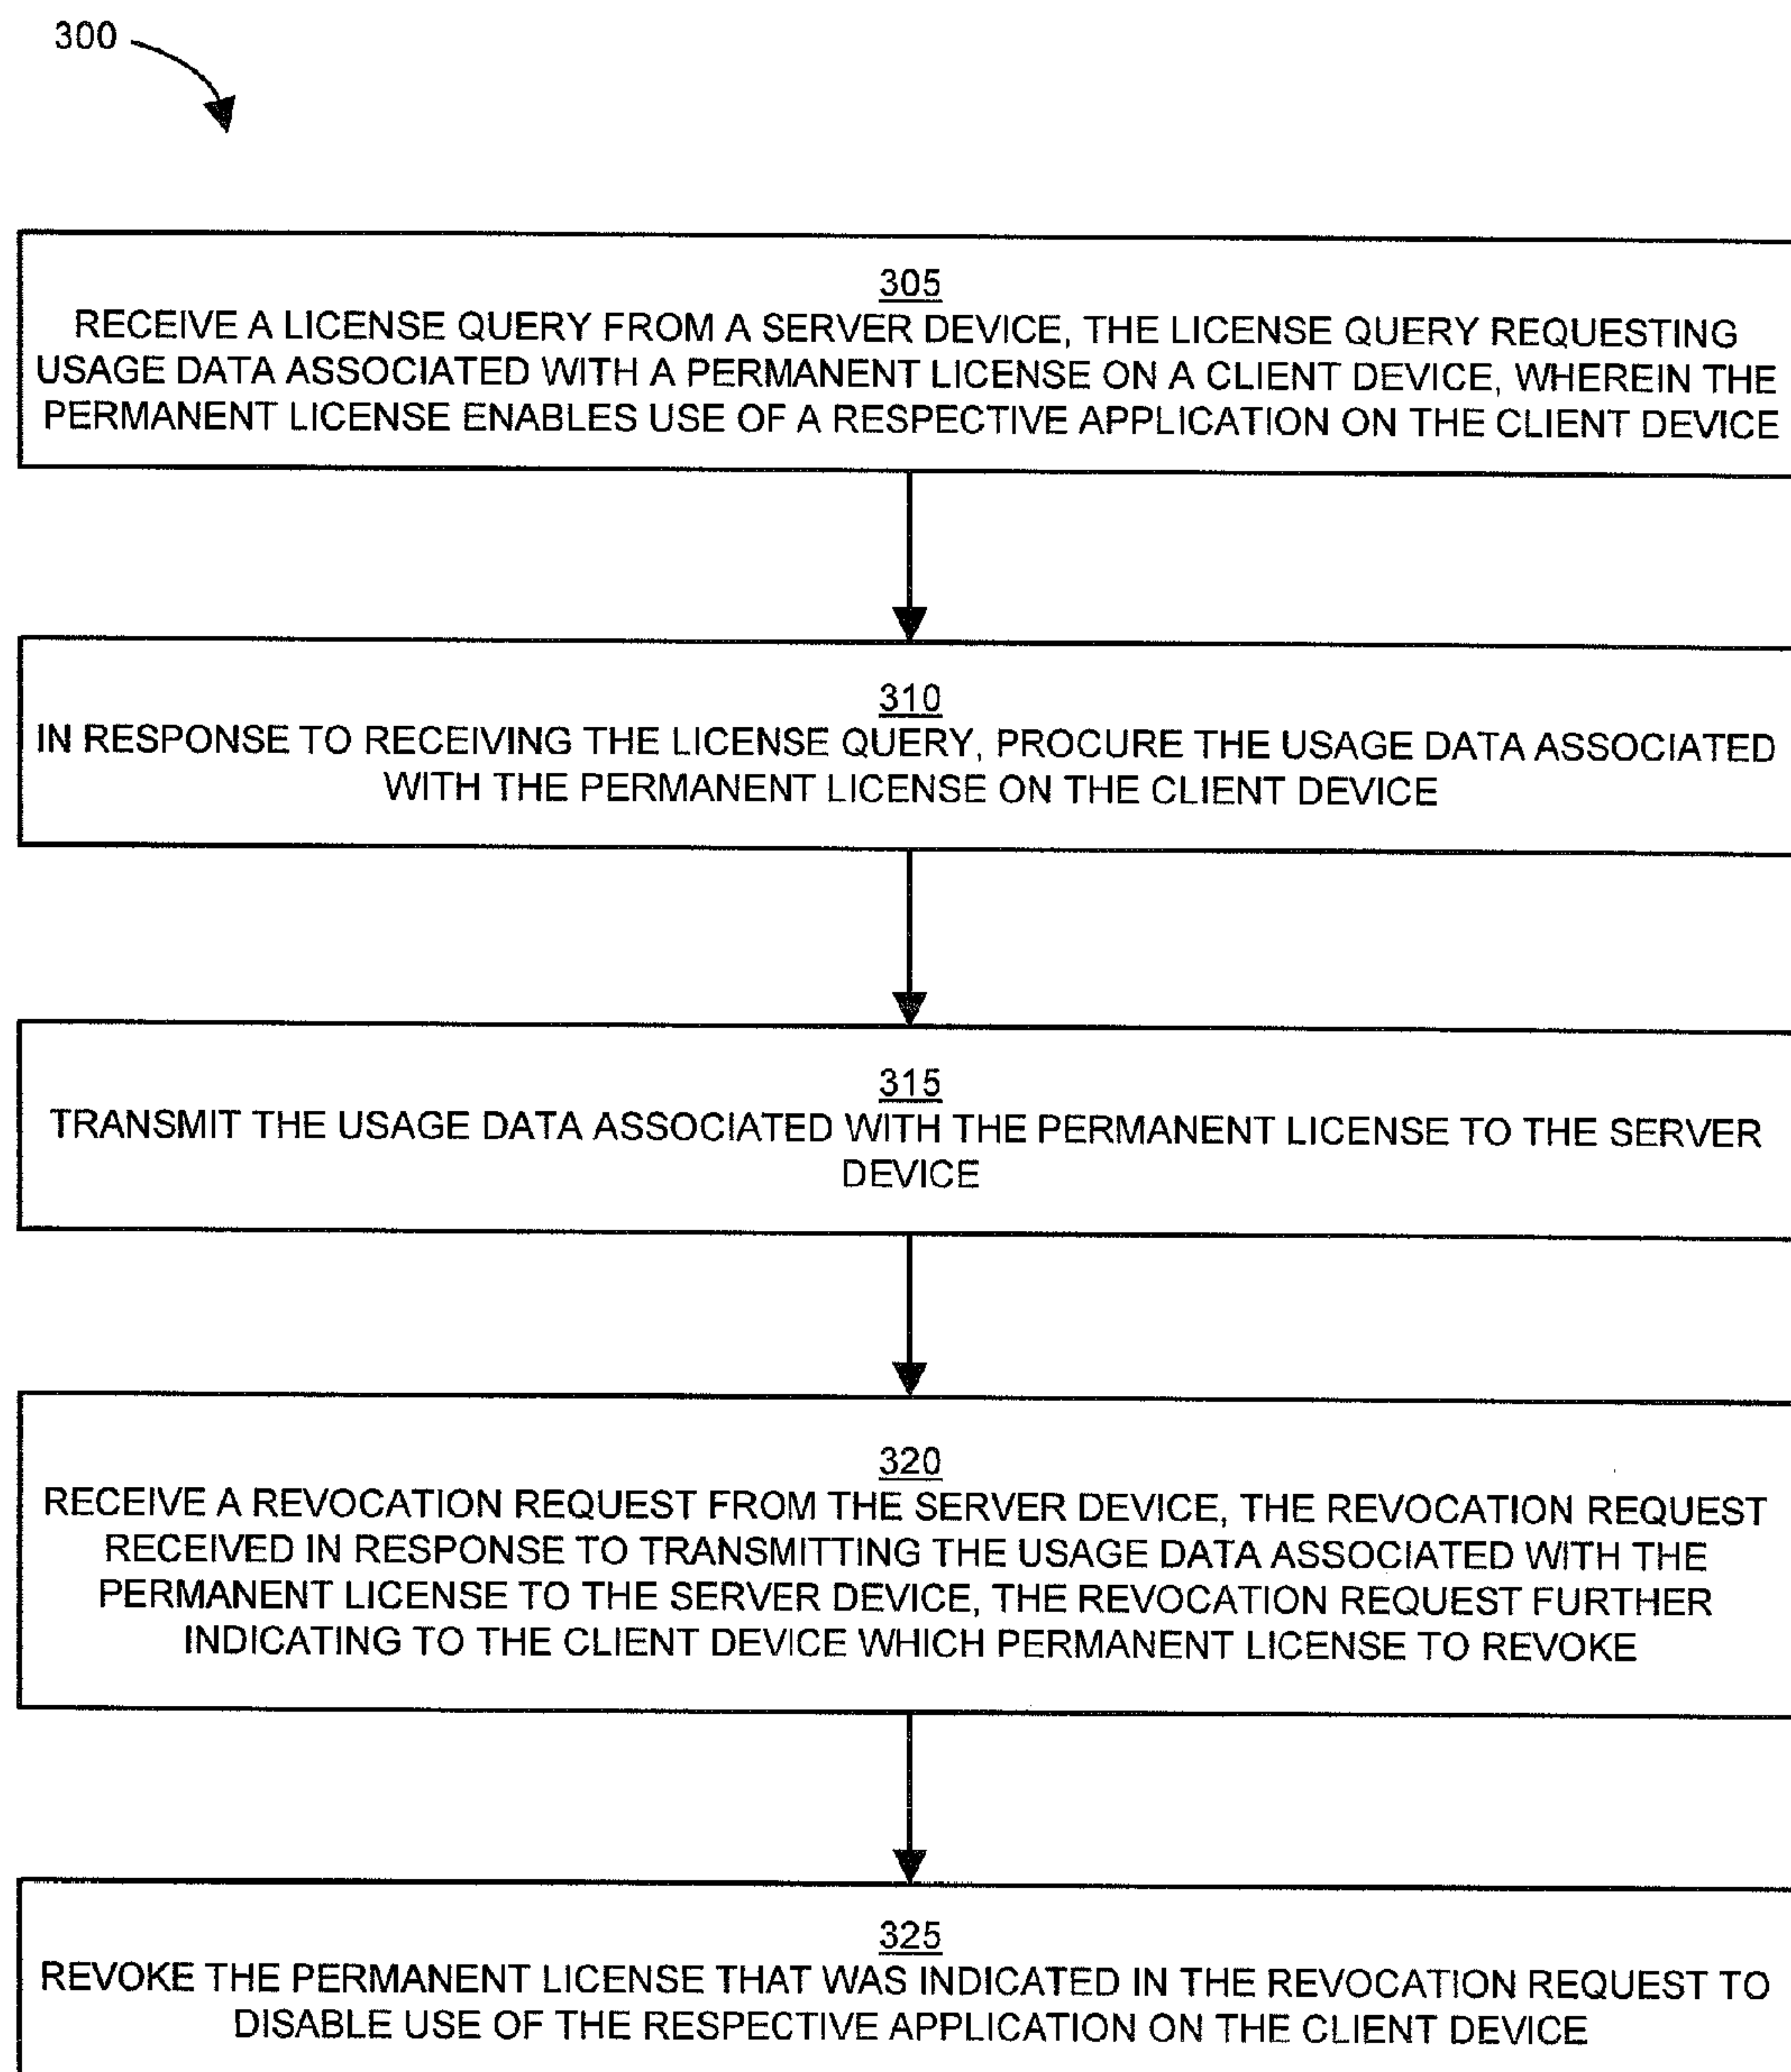 300
305
RECEIVE A LICENSE QUERY FROM A SERVER DEVICE, THE LICENSE QUERY REQUESTING
USAGE DATA ASSOCIATED WITH A PERMANENT LICENSE ON A CLIENT DEVICE, WHEREIN THE
PERMANENT LICENSE ENABLES USE OF A RESPECTIVE APPLICATION ON THE CLIENT DEVICE
310
IN RESPONSE TO RECEIVING THE LICENSE QUERY, PROCURE THE USAGE DATA ASSOCIATED
WITH THE PERMANENT LICENSE ON THE CLIENT DEVICE
315
TRANSMIT THE USAGE DATA ASSOCIATED WITH THE PERMANENT LICENSE TO THE SERVER
DEVICE
320
RECEIVE A REVOCATION REQUEST FROM THE SERVER DEVICE, THE REVOCATION REQUEST
RECEIVED IN RESPONSE TO TRANSMITTING THE USAGE DATA ASSOCIATED WITH THE
PERMANENT LICENSE TO THE SERVER DEVICE, THE REVOCATION REQUEST FURTHER
INDICATING TO THE CLIENT DEVICE WHICH PERMANENT LICENSE TO REVOKE
325
REVOKE THE PERMANENT LICENSE THAT WAS INDICATED IN THE REVOCATION REQUEST TO
DISABLE USE OF THE RESPECTIVE APPLICATION ON THE CLIENT DEVICE